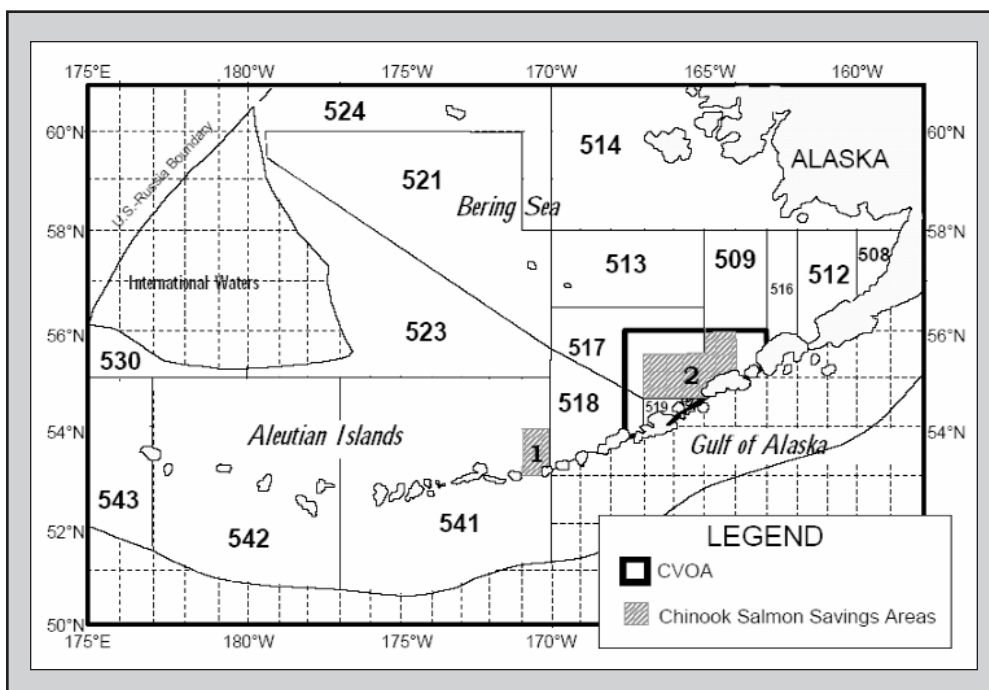 175°E 180°W 175°W 170°W 165°W 160°W
60°N 524 514 60°N
ALASKA
U.S.-Russia Boundary
521
Bering Sea
58°N 58°N
513 509 512 508
International Waters 516
56°N 523 517 56°N
530
2
518 519
54°N Aleutian Islands 1 Gulf of Alaska 54°N
543 542 541
52°N 52°N
LEGEND
CVOA
Chinook Salmon Savings Areas
50°N
175°E 180°W 175°W 170°W